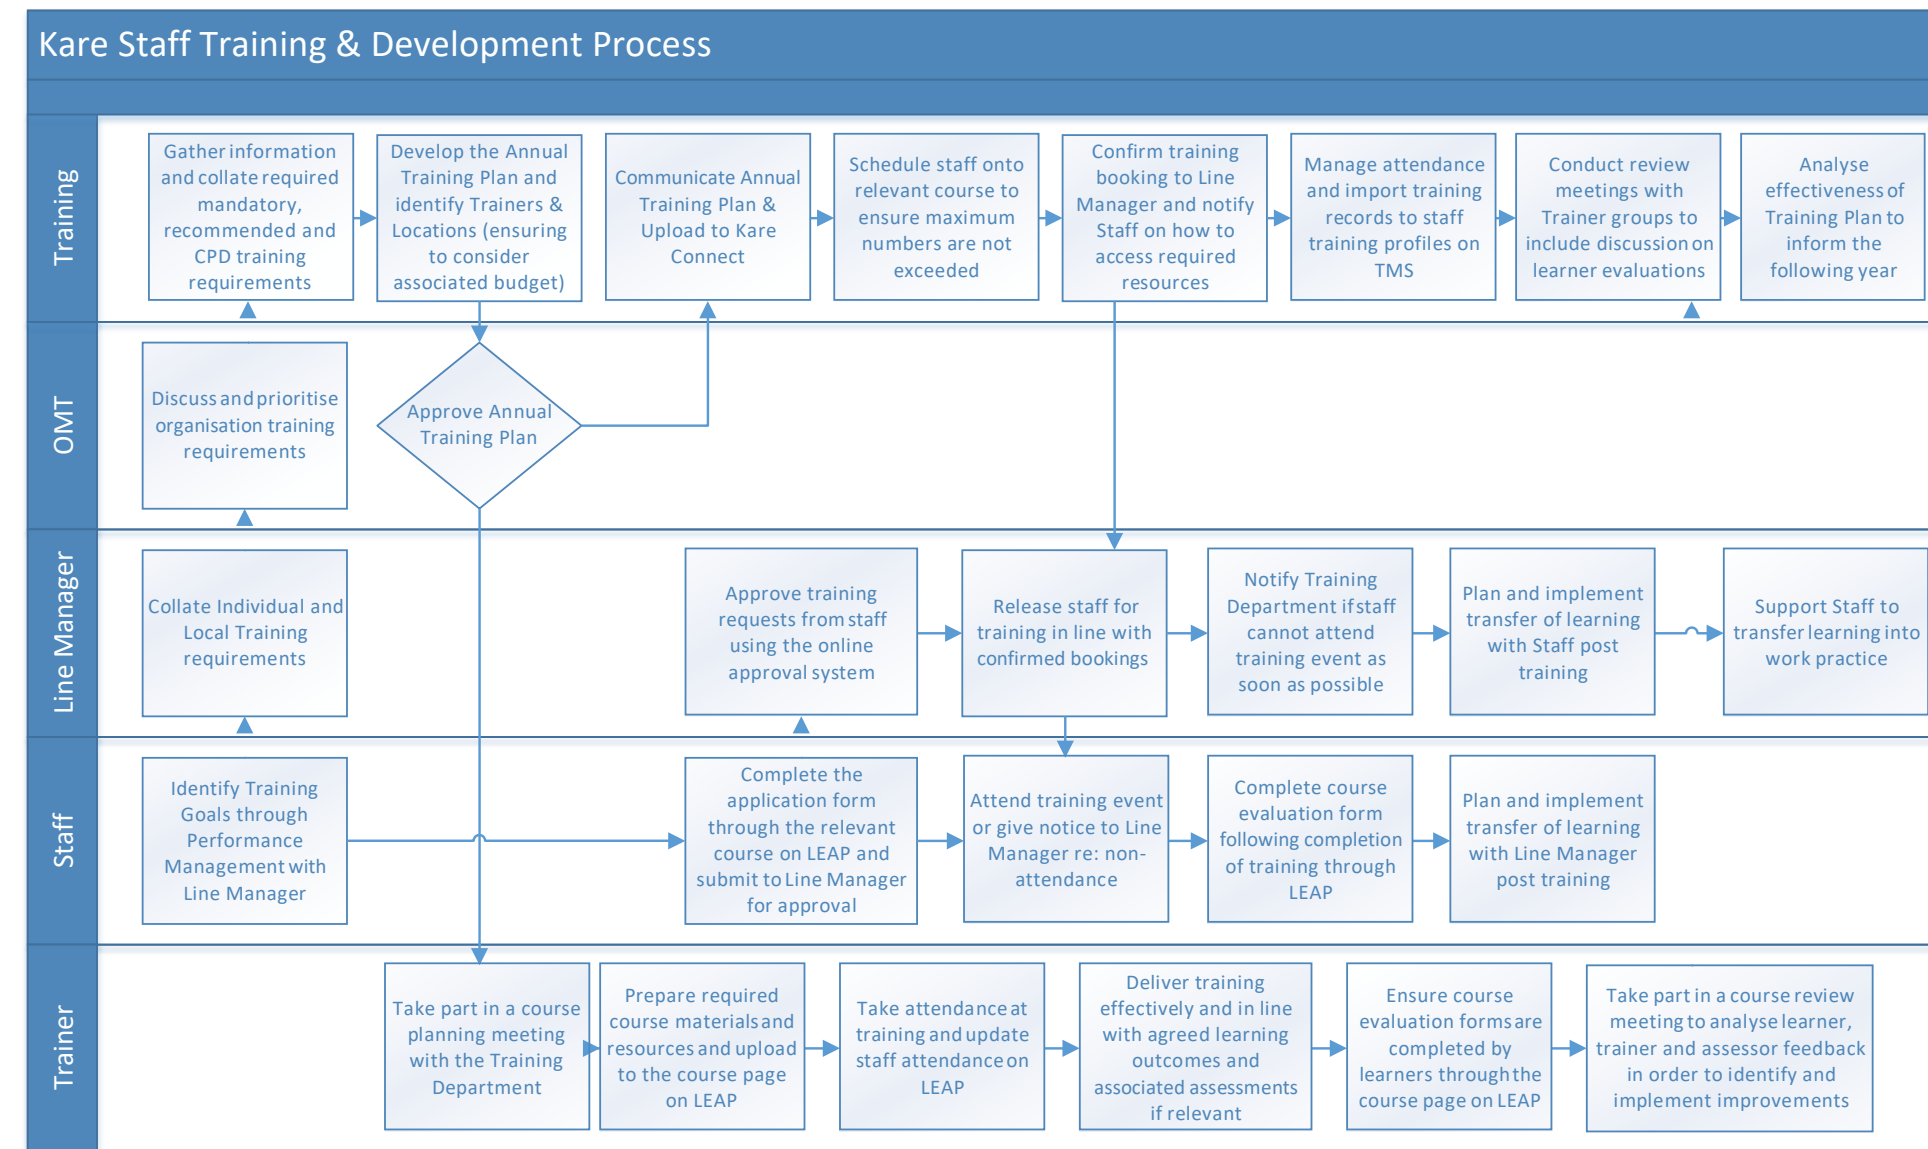 Kare Staff Training & Development Process
Training
Gather information
and collate required
mandatory,
recommended and
CPD training
requirements
Develop the Annual
Training Plan and
identify Trainers &
Locations (ensuring
to consider
associated budget)
Communicate Annual
Training Plan &
Upload to Kare
Connect
Schedule staff onto
relevant course to
ensure maximum
numbers are not
exceeded
Confirm training
booking to Line
Manager and notify
Staff on how to
access required
resources
Manage attendance
and import training
records to staff
training profiles on
TMS
Conduct review
meetings with
Trainer groups to
include discussion on
learner evaluations
Analyse
effectiveness of
Training Plan to
inform the
following year
OMT
Discuss and prioritise
organisation training
requirements
Approve Annual
Training Plan
Line Manager
Collate Individual and
Local Training
requirements
Approve training
requests from staff
using the online
approval system
Release staff for
training in line with
confirmed bookings
Notify Training
Department if staff
cannot attend
training event as
soon as possible
Plan and implement
transfer of learning
with Staff post
training
Support Staff to
transfer learning into
work practice
Staff
Identify Training
Goals through
Performance
Management with
Line Manager
Complete the
application form
through the relevant
course on LEAP and
submit to Line Manager
for approval
Attend training event
or give notice to Line
Manager re: non-
attendance
Complete course
evaluation form
following completion
of training through
LEAP
Plan and implement
transfer of learning
with Line Manager
post training
Trainer
Take part in a course
planning meeting
with the Training
Department
Prepare required
course materials and
resources and upload
to the course page
on LEAP
Take attendance at
training and update
staff attendance on
LEAP
Deliver training
effectively and in line
with agreed learning
outcomes and
associated assessments
if relevant
Ensure course
evaluation forms are
completed by
learners through the
course page on LEAP
Take part in a course review
meeting to analyse learner,
trainer and assessor feedback
in order to identify and
implement improvements